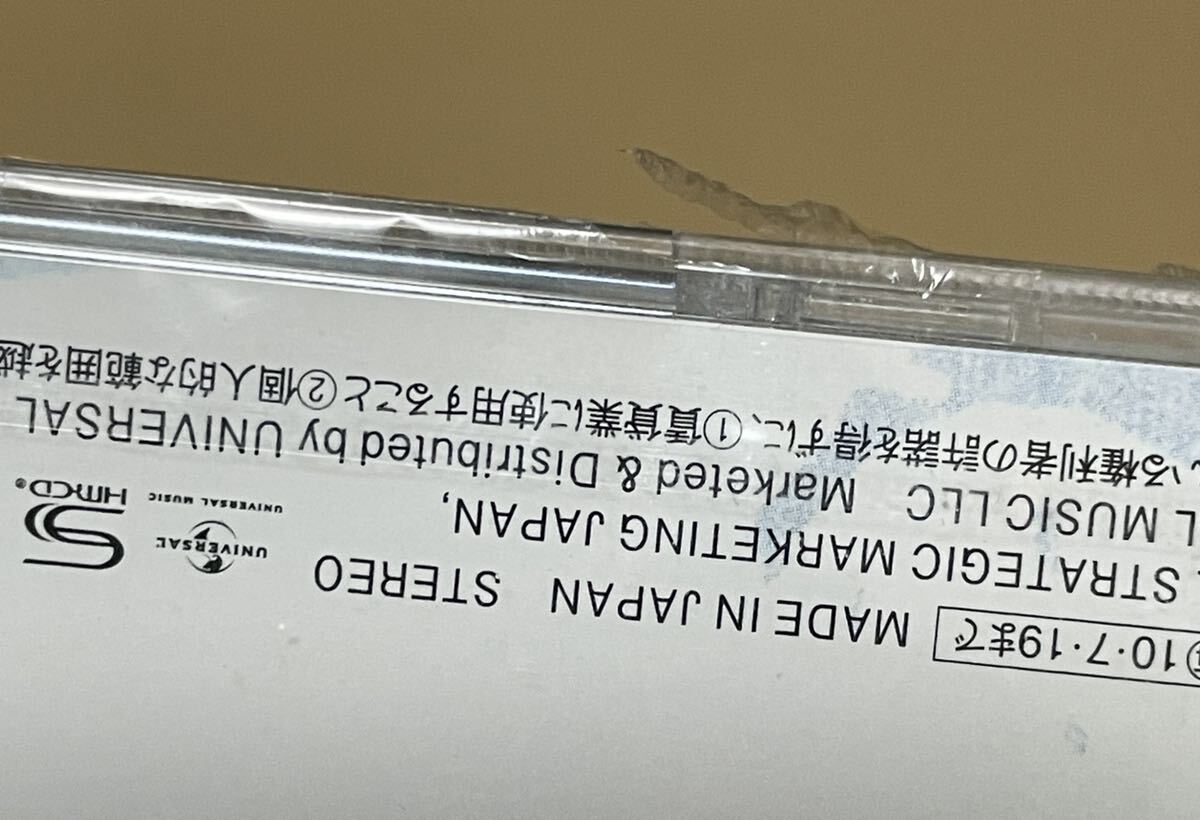 10・7・19まで MADE IN JAPAN STEREO
STRATEGIC MARKETING JAPAN,
L MUSIC LLC Marketed & Distributed by UNIVERSAL
る権利者の許諾を得ずに、①賃貸業に使用すること②個人的な範囲を越
UNIVERSAL
UNIVERSAL MUSIC
HMCD®